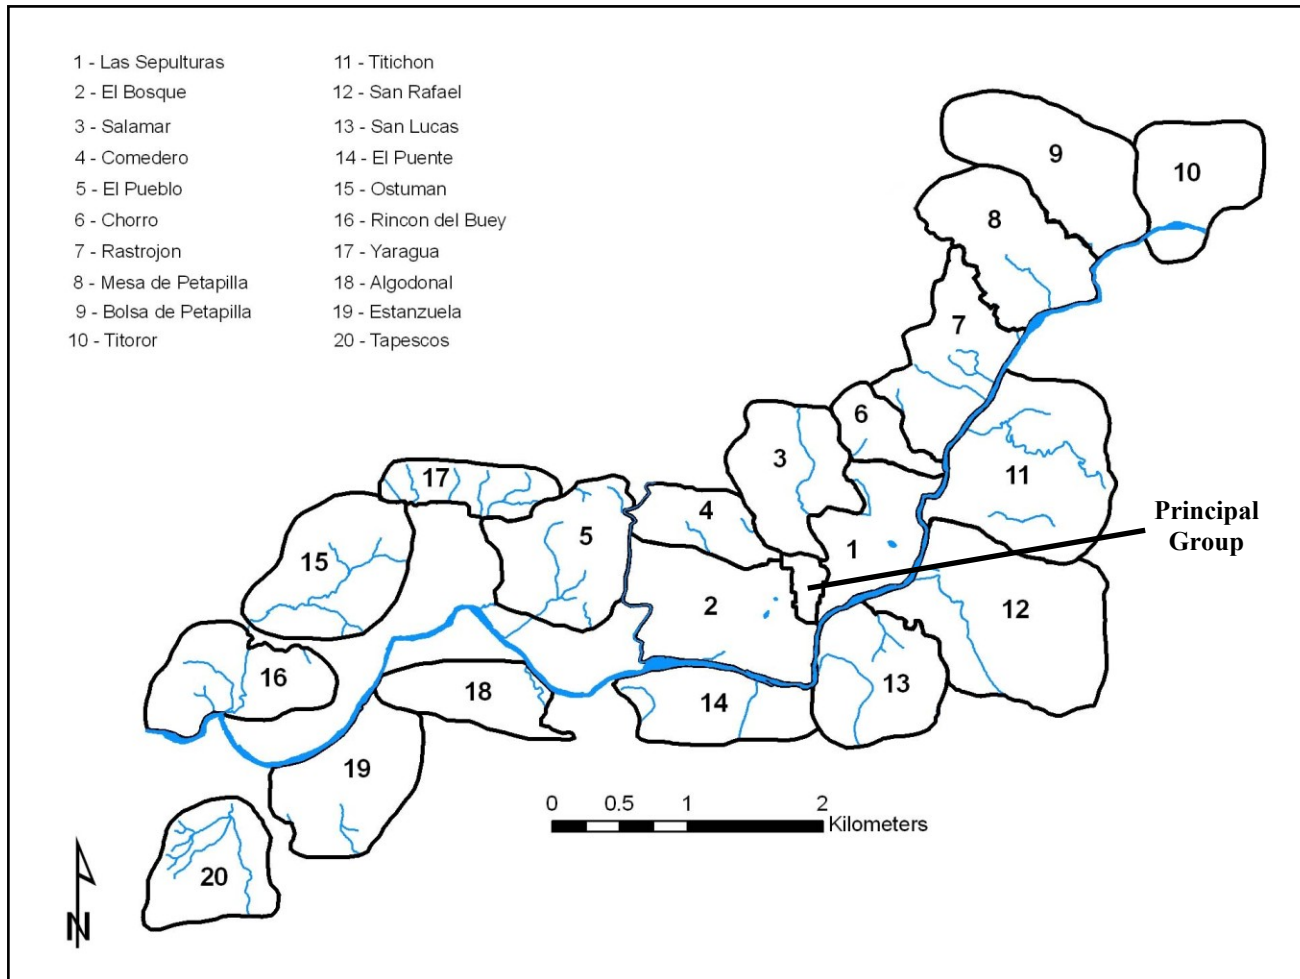 1 - Las Sepulturas
2 - El Bosque
3 - Salamar
4 - Comedero
5 - El Pueblo
6 - Chorro
7 - Rastrojon
8 - Mesa de Petapilla
9 - Bolsa de Petapilla
10 - Titoror
11 - Titichon
12 - San Rafael
13 - San Lucas
14 - El Puente
15 - Ostuman
16 - Rincon del Buey
17 - Yaragua
18 - Algodonal
19 - Estanzuela
20 - Tapescos
9
10
8
7
6
3
17
11
4
5
Principal
Group
1
15
2
12
16
18
13
14
19
0 0.5 1 2
Kilometers
20
N